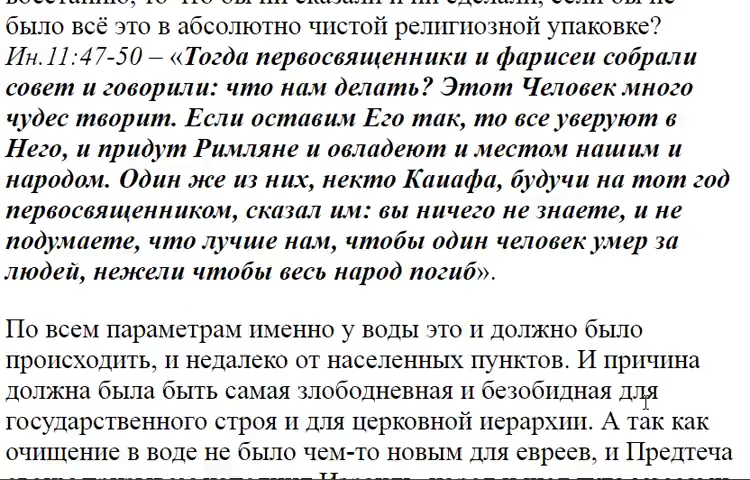 было всё это в абсолютно чистой религиозной упаковке?
Ин.11:47-50 – «Тогда первосвященники и фарисеи собрали
совет и говорили: что нам делать? Этот Человек много
чудес творит. Если оставим Его так, то все уверуют в
Него, и придут Римляне и овладеют и местом нашим и
народом. Один же из них, некто Каиафа, будучи на тот год
первосвященником, сказал им: вы ничего не знаете, и не
подумаете, что лучше нам, чтобы один человек умер за
людей, нежели чтобы весь народ погиб».
По всем параметрам именно у воды это и должно было
происходить, и недалеко от населенных пунктов. И причина
должна была быть самая злободневная и безобидная для
государственного строя и для церковной иерархии. А так как
очищение в воде не было чем-то новым для евреев, и Предтеча